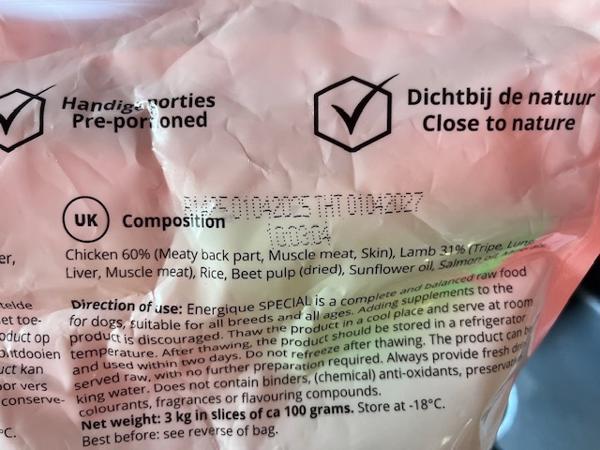 Handige porties
Pre-portioned
Dichtbij de natuur
Close to nature
01042025 THT 01042027
100304
UK Composition
Chicken 60% (Meaty back part, Muscle meat, Skin), Lamb 31% (Tripe, Lung,
Liver, Muscle meat), Rice, Beet pulp (dried), Sunflower oil, Salmon oil,
Direction of use: Energique SPECIAL is a complete and balanced raw food
for dogs, suitable for all breeds and all ages. Adding supplements to the
product is discouraged. Thaw the product in a cool place and serve at room
temperature. After thawing, the product should be stored in a refrigerator
and used within two days. Do not refreeze after thawing. The product can be
served raw, with no further preparation required. Always provide fresh drin
king water. Does not contain binders, (chemical) anti-oxidants, preservat
colourants, fragrances or flavouring compounds.
Net weight: 3 kg in slices of ca 100 grams. Store at -18°C.
Best before: see reverse of bag.
er,
telde
et toe-
oduct op
ontdooien
uct kan
oor vers
conserve-
°C.